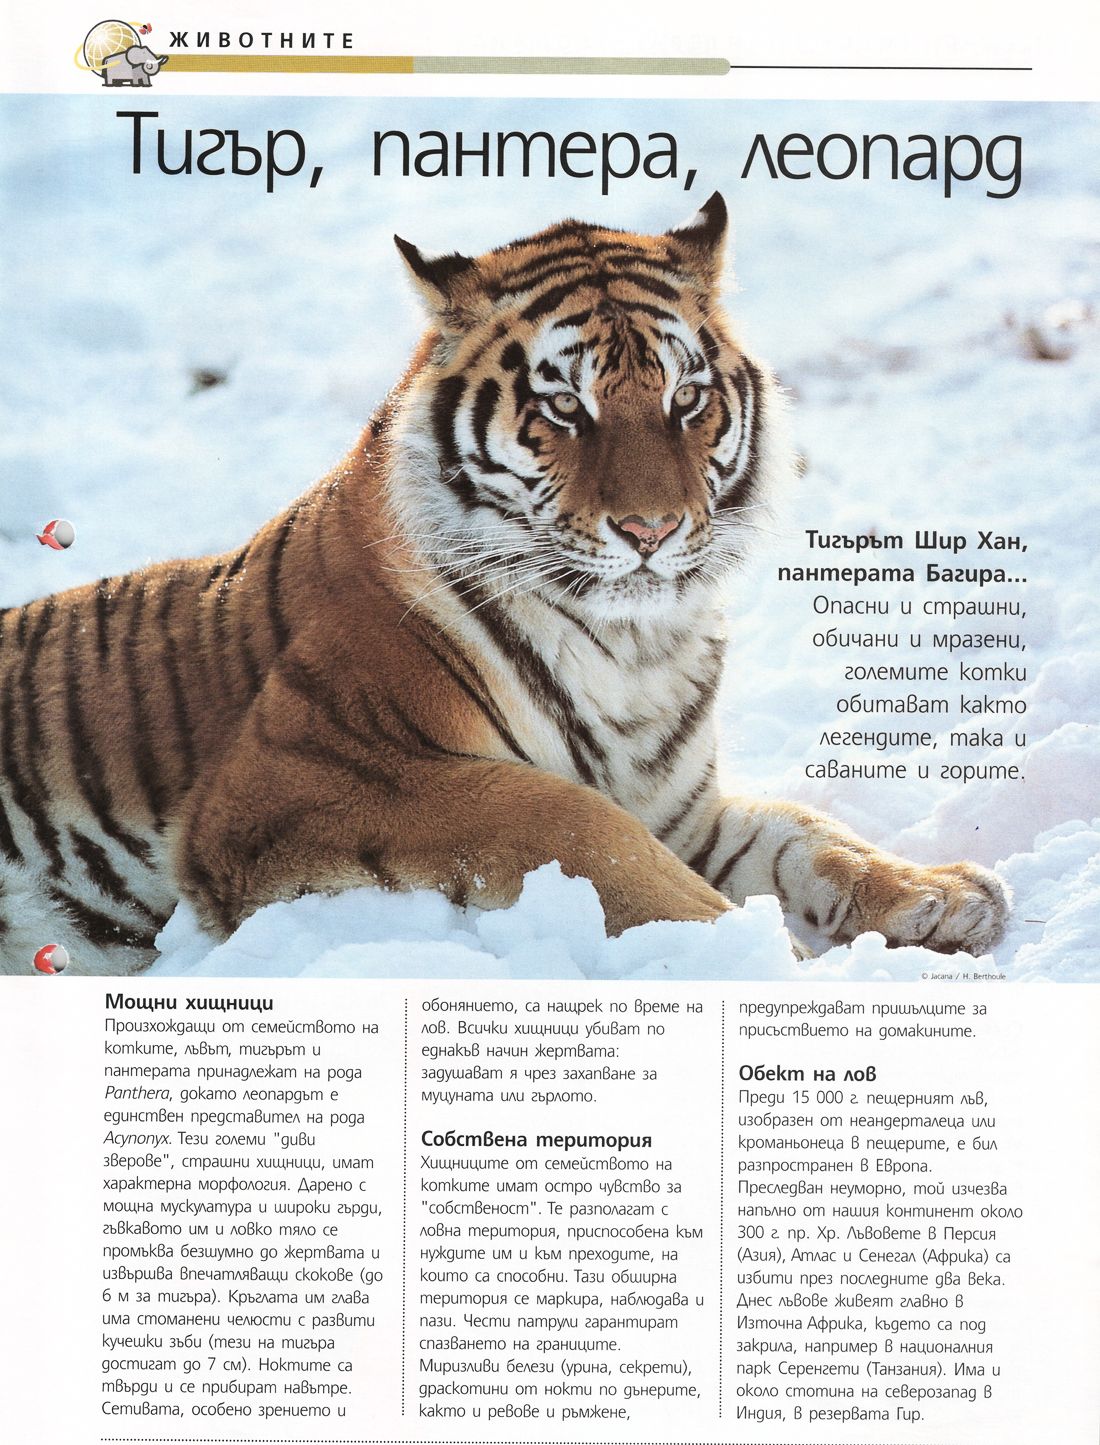 ЖИВОТНИТЕ
Тигър, пантера, леопард
Тигърът Шир Хан,
пантерата Багира...
Опасни и страшни,
обичани и мразени,
големите котки
обитават както
легендите, така и
саваните и горите.
© Jacana / H. Berthoule
Мощни хищници
Произхождащи от семейството на
котките, лъвът, тигърът и
пантерата принадлежат на рода
Panthera, докато леопардът е
единствен представител на рода
Асупопух. Тези големи "диви
зверове", страшни хищници, имат
характерна морфология. Дарено с
мощна мускулатура и широки гърди,
гъвкавото им и ловко тяло се
промъква безшумно до жертвата и
извършва впечатляващи скокове (до
6 м за тигъра). Кръглата им глава
има стоманени челюсти с развити
кучешки зъби (тези на тигъра
достигат до 7 см). Ноктите са
твърди и се прибират навътре.
Сетивата, особено зрението и
обонянието, са нащрек по време на
лов. Всички хищници убиват по
еднакъв начин жертвата:
задушават я чрез захапване за
муцуната или гърлото.
Собствена територия
Хищниците от семейството на
котките имат остро чувство за
"собственост". Те разполагат с
ловна територия, приспособена към
нуждите им и към преходите, на
които са способни. Тази обширна
територия се маркира, наблюдава и
пази. Чести патрули гарантират
спазването на границите.
Миризливи белези (урина, секрети),
драскотини от нокти по дънерите,
както и ревове и ръмжене,
предупреждават пришълците за
присъствието на домакините.
Обект на лов
Преди 15 000 г. пещерният лъв,
изобразен от неандерталеца или
кроманьонеца в пещерите, е бил
разпространен в Европа.
Преследван неуморно, той изчезва
напълно от нашия континент около
300 г. пр. Хр. Лъвовете в Персия
(Азия), Атлас и Сенегал (Африка) са
избити през последните два века.
Днес лъвове живеят главно в
Източна Африка, където са под
закрила, например в националния
парк Серенгети (Танзания). Има и
около стотина на северозапад в
Индия, в резервата Гир.